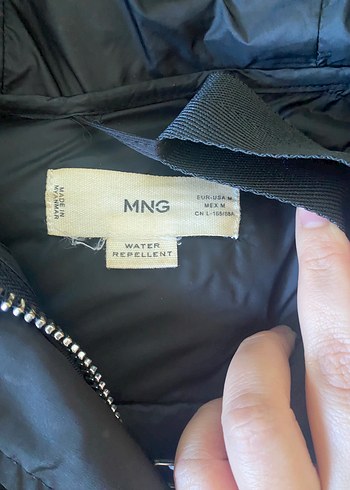 MADE IN
MYANMAR
MNG
EUR-USA M
MEX M
CN L-165/88A
WATER
REPELLENT